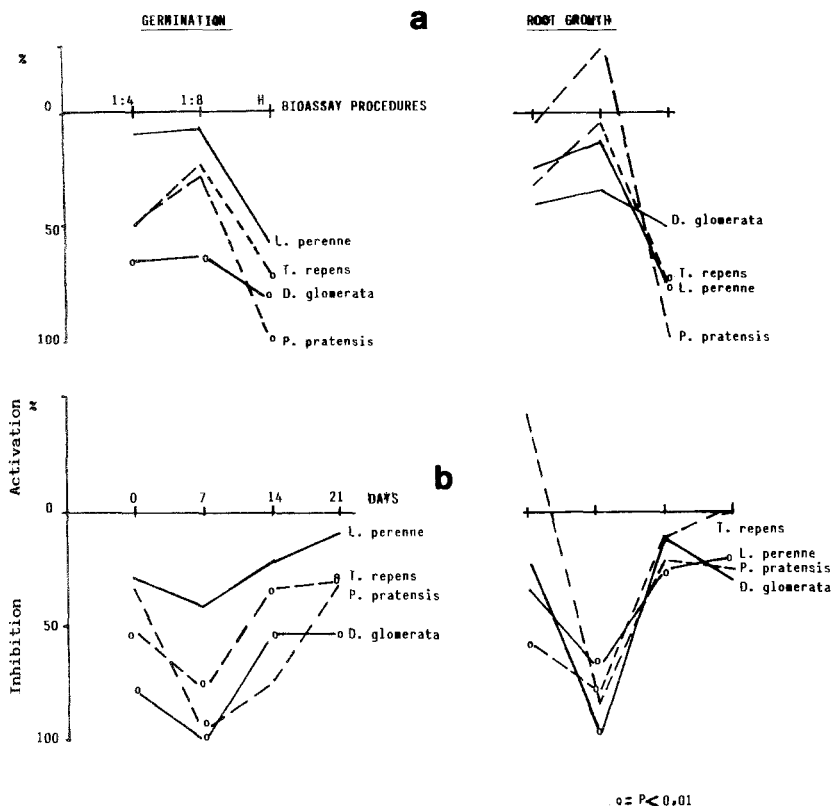 GERMINATION
a
ROOT GROWTH
%
1:4 1:8 H
0
BIOASSAY PROCEDURES
50
D. glomerata
L. perenne
T. repens
T. repens
D. glomerata
L. perenne
100
P. pratensis
P. pratensis
Activation
%
b
0 7 14 21 DAYS
0
L. perenne
T. repens
L. perenne
T. repens
P. pratensis
P. pratensis
D. glomerata
Inhibition
50
D. glomerata
100
o= P< 0,01